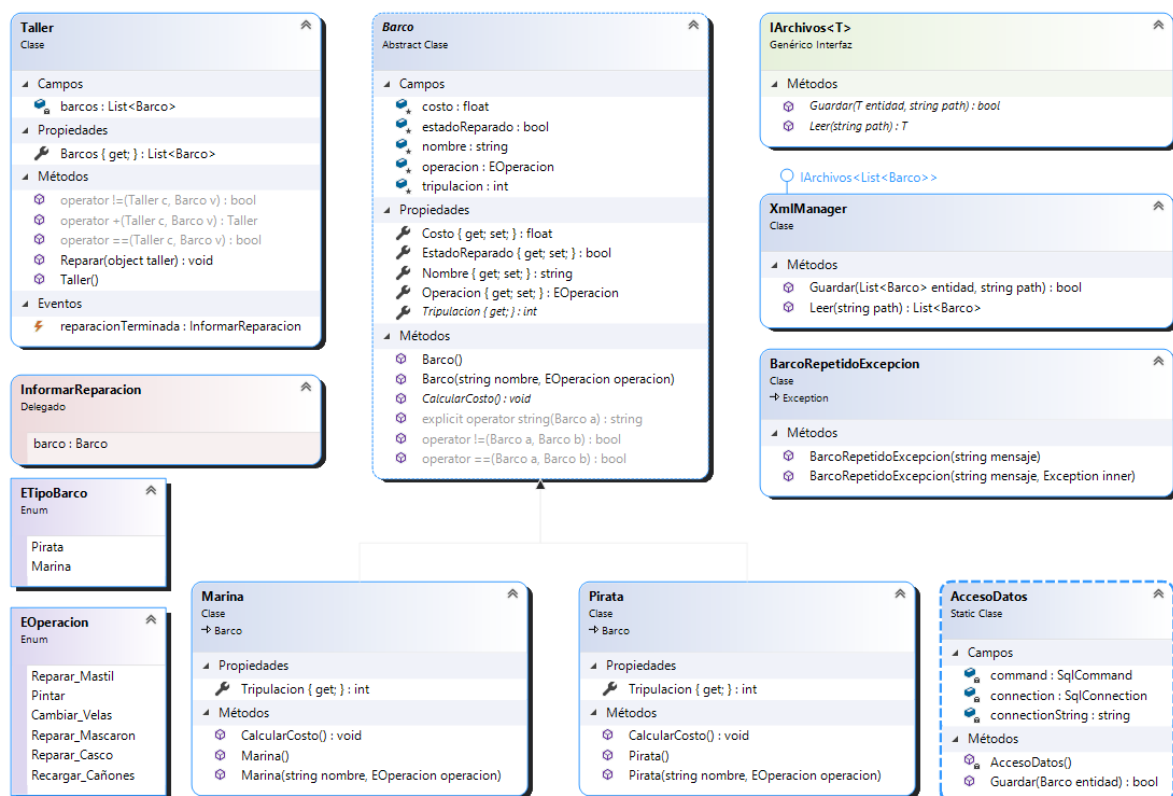 Taller
Clase
Campos
barcos : List<Barco>
Propiedades
Barcos { get; } : List<Barco>
Métodos
operator !=(Taller c, Barco v) : bool
operator +(Taller c, Barco v) : Taller
operator ==(Taller c, Barco v) : bool
Reparar(object taller) : void
Taller()
Eventos
reparacionTerminada : InformarReparacion
InformarReparacion
Delegado
barco : Barco
ETipoBarco
Enum
Pirata
Marina
EOperacion
Enum
Reparar_Mastil
Pintar
Cambiar_Velas
Reparar_Mascaron
Reparar_Casco
Recargar_Cañones
Barco
Abstract Clase
Campos
costo : float
estadoReparado : bool
nombre : string
operacion : EOperacion
tripulacion : int
Propiedades
Costo { get; set; } : float
EstadoReparado { get; set; } : bool
Nombre { get; set; } : string
Operacion { get; set; } : EOperacion
Tripulacion { get; } : int
Métodos
Barco()
Barco(string nombre, EOperacion operacion)
CalcularCosto() : void
explicit operator string(Barco a) : string
operator !=(Barco a, Barco b) : bool
operator ==(Barco a, Barco b) : bool
IArchivos<T>
Genérico Interfaz
Métodos
Guardar(T entidad, string path) : bool
Leer(string path) : T
IArchivos<List<Barco>>
XmlManager
Clase
Métodos
Guardar(List<Barco> entidad, string path) : bool
Leer(string path) : List<Barco>
BarcoRepetidoExcepcion
Clase
Exception
Métodos
BarcoRepetidoExcepcion(string mensaje)
BarcoRepetidoExcepcion(string mensaje, Exception inner)
Marina
Clase
Barco
Propiedades
Tripulacion { get; } : int
Métodos
CalcularCosto() : void
Marina()
Marina(string nombre, EOperacion operacion)
Pirata
Clase
Barco
Propiedades
Tripulacion { get; } : int
Métodos
CalcularCosto() : void
Pirata()
Pirata(string nombre, EOperacion operacion)
AccesoDatos
Static Clase
Campos
command : SqlCommand
connection : SqlConnection
connectionString : string
Métodos
AccesoDatos()
Guardar(Barco entidad) : bool